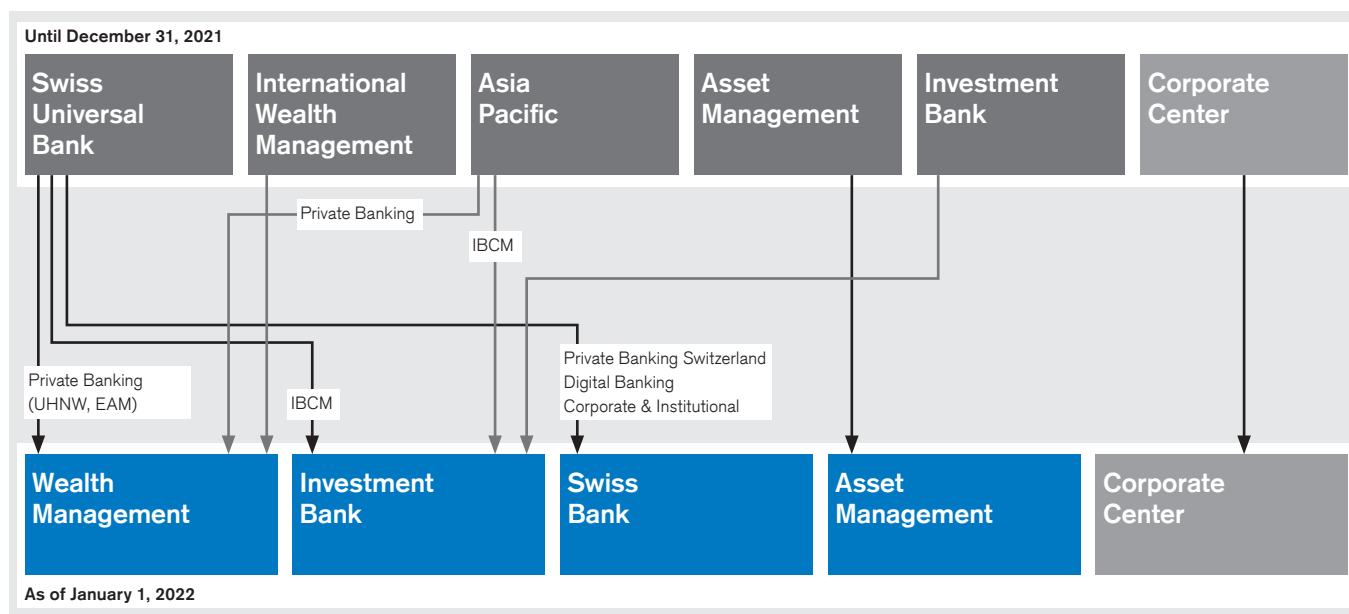 Until December 31, 2021
Swiss
Universal
Bank
International
Wealth
Management
Asia
Pacific
Asset
Management
Investment
Bank
Corporate
Center
Private Banking
IBCM
Private Banking
(UHNW, EAM)
IBCM
Private Banking Switzerland
Digital Banking
Corporate & Institutional
Wealth
Management
Investment
Bank
Swiss
Bank
Asset
Management
Corporate
Center
As of January 1, 2022